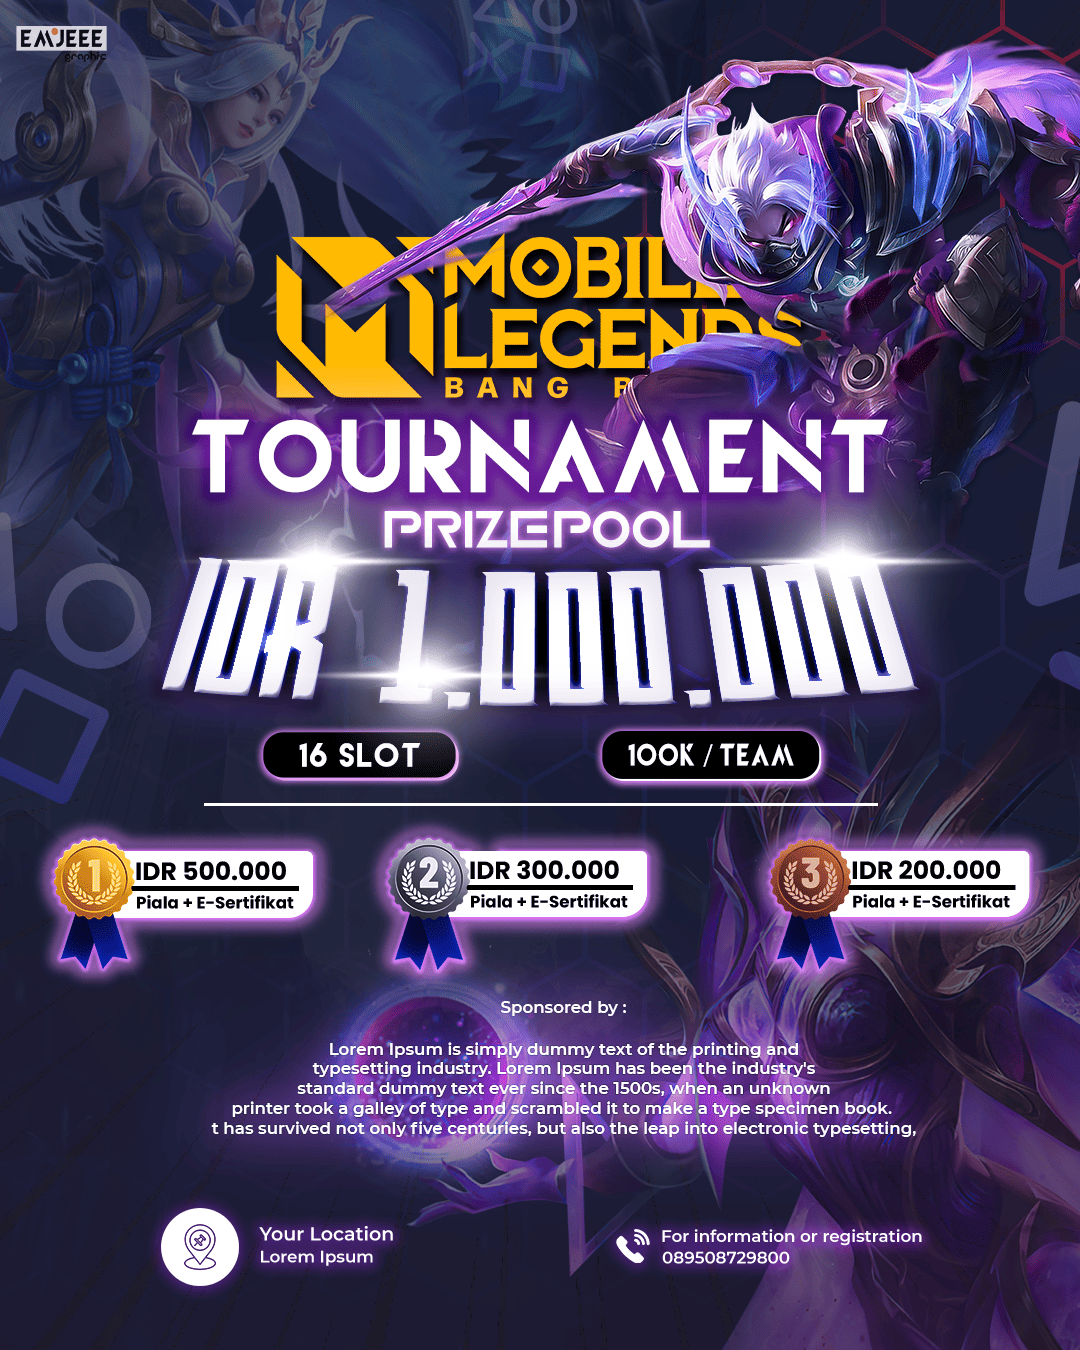 EMJEEE
graphic
MOBILE
LEGENDS
BANG
TOURNAMENT
PRIZEPOOL
IDR 1.000.000
16 SLOT
100K / TEAM
1
IDR 500.000
Piala + E-Sertifikat
2
IDR 300.000
Piala + E-Sertifikat
3
IDR 200.000
Piala + E-Sertifikat
Sponsored by :
Lorem Ipsum is simply dummy text of the printing and
typesetting industry. Lorem Ipsum has been the industry's
standard dummy text ever since the 1500s, when an unknown
printer took a galley of type and scrambled it to make a type specimen book.
t has survived not only five centuries, but also the leap into electronic typesetting,
Your Location
Lorem Ipsum
For information or registration
089508729800